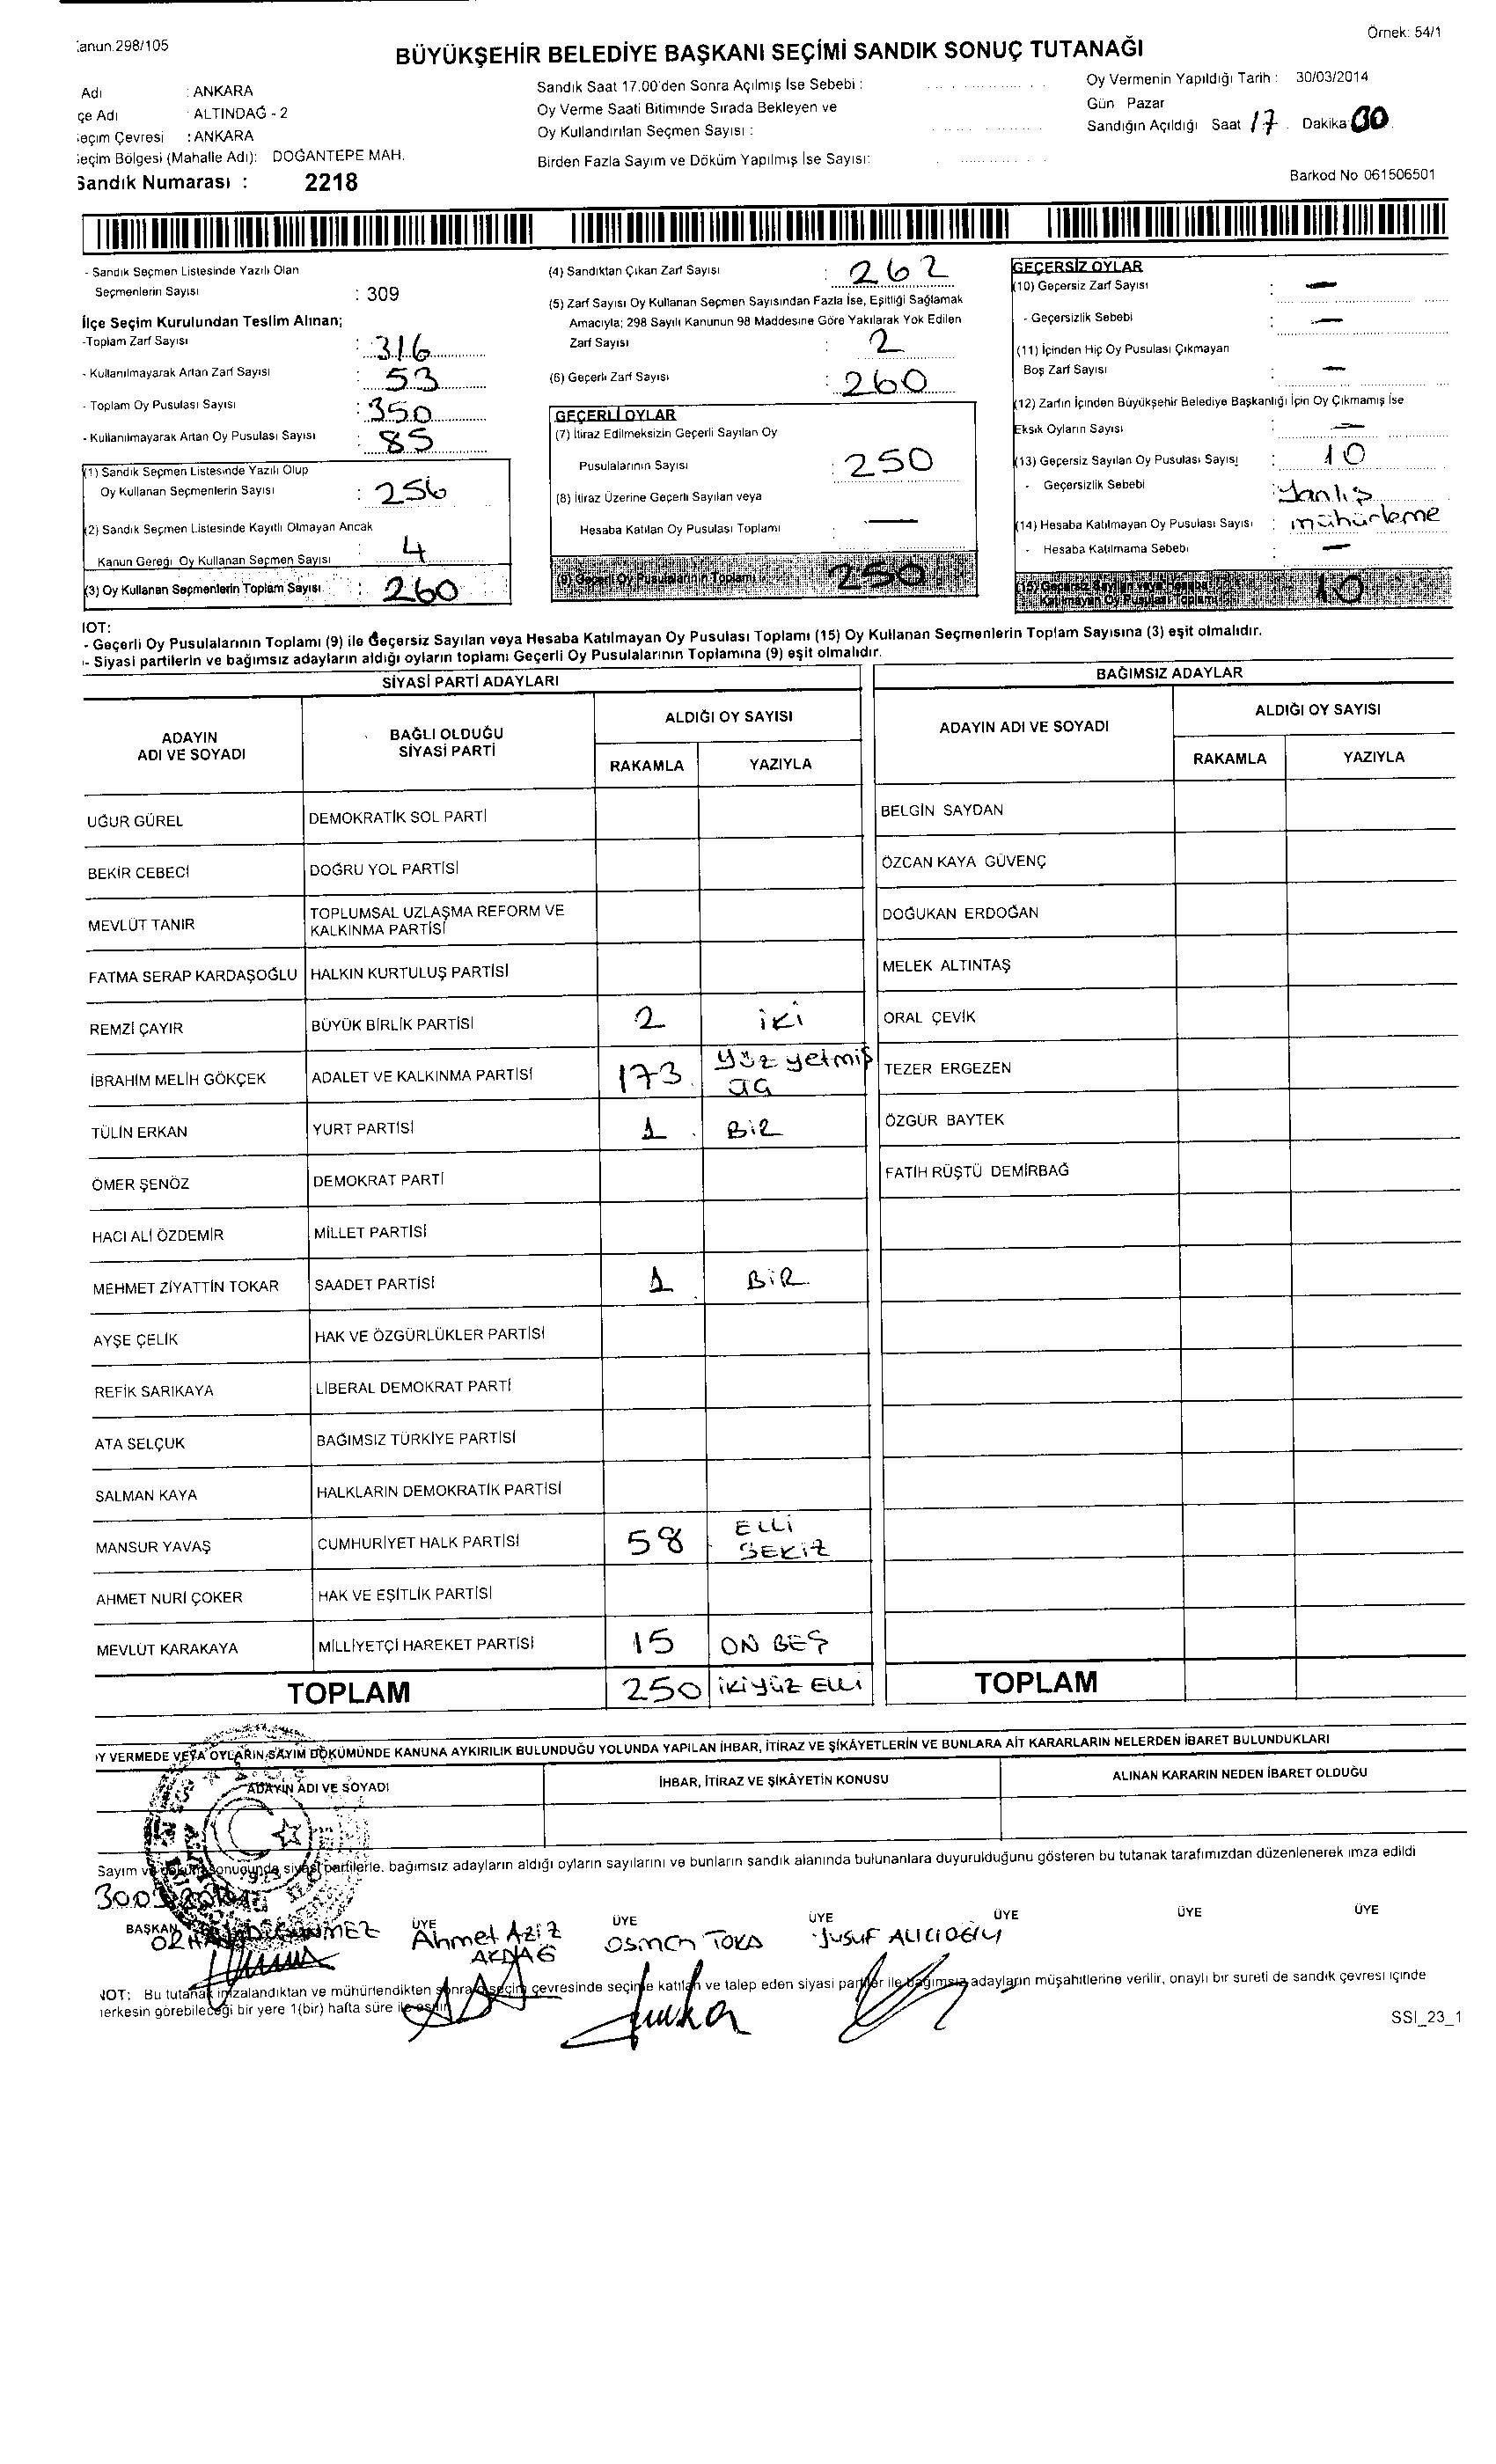 anun.298/105
Örnek: 54/1
BÜYÜKŞEHİR BELEDİYE BAŞKANI SEÇİMİ SANDIK SONUÇ TUTANAĞI
Adı : ANKARA
çe Adı : ALTINDAĞ - 2
eçim Çevresi : ANKARA
eçim Bölgesi (Mahalle Adı): DOĞANTEPE MAH.
Sandık Numarası : 2218
Sandık Saat 17.00'den Sonra Açılmış İse Sebebi :
Oy Verme Saati Bitiminde Sırada Bekleyen ve
Oy Kullandırılan Seçmen Sayısı :
Birden Fazla Sayım ve Döküm Yapılmış İse Sayısı:
Oy Vermenin Yapıldığı Tarih : 30/03/2014
Gün Pazar
Sandığın Açıldığı Saat 17 . Dakika 00
Barkod No 061506501
- Sandık Seçmen Listesinde Yazılı Olan
Seçmenlerin Sayısı : 309
İlçe Seçim Kurulundan Teslim Alınan;
-Toplam Zarf Sayısı : 316
- Kullanılmayarak Artan Zarf Sayısı : 53
- Toplam Oy Pusulası Sayısı : 350
- Kullanılmayarak Artan Oy Pusulası Sayısı : 85
(1) Sandık Seçmen Listesinde Yazılı Olup
Oy Kullanan Seçmenlerin Sayısı : 256
(2) Sandık Seçmen Listesinde Kayıtlı Olmayan Ancak
Kanun Gereği Oy Kullanan Seçmen Sayısı : 4
(3) Oy Kullanan Seçmenlerin Toplam Sayısı : 260
(4) Sandıktan Çıkan Zarf Sayısı : 262
(5) Zarf Sayısı Oy Kullanan Seçmen Sayısından Fazla İse, Eşitliği Sağlamak
Amacıyla; 298 Sayılı Kanunun 98 Maddesine Göre Yakılarak Yok Edilen
Zarf Sayısı : 2
(6) Geçerli Zarf Sayısı : 260
GEÇERLİ OYLAR
(7) İtiraz Edilmeksizin Geçerli Sayılan Oy
Pusulalarının Sayısı : 250
(8) İtiraz Üzerine Geçerli Sayılan veya
Hesaba Katılan Oy Pusulası Toplamı : —
(9) Geçerli Oy Pusulalarının Toplamı : 250
GEÇERSİZ OYLAR
(10) Geçersiz Zarf Sayısı : —
- Geçersizlik Sebebi : —
(11) İçinden Hiç Oy Pusulası Çıkmayan
Boş Zarf Sayısı : —
(12) Zarfın İçinden Büyükşehir Belediye Başkanlığı İçin Oy Çıkmamış İse
Eksik Oyların Sayısı : —
(13) Geçersiz Sayılan Oy Pusulası Sayısı : 10
- Geçersizlik Sebebi : Yanlış
mühürleme
(14) Hesaba Katılmayan Oy Pusulası Sayısı :
- Hesaba Katılmama Sebebi : —
(15) Geçersiz Sayılan veya Hesaba
Katılmayan Oy Pusulası Toplamı 10
NOT:
- Geçerli Oy Pusulalarının Toplamı (9) ile Geçersiz Sayılan veya Hesaba Katılmayan Oy Pusulası Toplamı (15) Oy Kullanan Seçmenlerin Toplam Sayısına (3) eşit olmalıdır.
- Siyasi partilerin ve bağımsız adayların aldığı oyların toplamı Geçerli Oy Pusulalarının Toplamına (9) eşit olmalıdır.
SİYASİ PARTİ ADAYLARI
BAĞIMSIZ ADAYLAR
ADAYIN
ADI VE SOYADI
BAĞLI OLDUĞU
SİYASİ PARTİ
ALDIĞI OY SAYISI
RAKAMLA YAZIYLA
ADAYIN ADI VE SOYADI
ALDIĞI OY SAYISI
RAKAMLA YAZIYLA
UĞUR GÜREL DEMOKRATİK SOL PARTİ BELGİN SAYDAN
BEKİR CEBECİ DOĞRU YOL PARTİSİ ÖZCAN KAYA GÜVENÇ
MEVLÜT TANIR TOPLUMSAL UZLAŞMA REFORM VE
KALKINMA PARTİSİ DOĞUKAN ERDOĞAN
FATMA SERAP KARDAŞOĞLU HALKIN KURTULUŞ PARTİSİ MELEK ALTINTAŞ
REMZİ ÇAYIR BÜYÜK BİRLİK PARTİSİ 2 iKi ORAL ÇEVİK
İBRAHİM MELİH GÖKÇEK ADALET VE KALKINMA PARTİSİ 173 yüz yetmiş
üç TEZER ERGEZEN
TÜLİN ERKAN YURT PARTİSİ 1 BiR ÖZGÜR BAYTEK
ÖMER ŞENÖZ DEMOKRAT PARTİ FATİH RÜŞTÜ DEMİRBAĞ
HACI ALİ ÖZDEMİR MİLLET PARTİSİ
MEHMET ZİYATTİN TOKAR SAADET PARTİSİ 1 BiR
AYŞE ÇELİK HAK VE ÖZGÜRLÜKLER PARTİSİ
REFİK SARIKAYA LİBERAL DEMOKRAT PARTİ
ATA SELÇUK BAĞIMSIZ TÜRKİYE PARTİSİ
SALMAN KAYA HALKLARIN DEMOKRATİK PARTİSİ
MANSUR YAVAŞ CUMHURİYET HALK PARTİSİ 58 ELLi
SEKiZ
AHMET NURİ ÇOKER HAK VE EŞİTLİK PARTİSİ
MEVLÜT KARAKAYA MİLLİYETÇİ HAREKET PARTİSİ 15 ON BEŞ
TOPLAM 250 iKiyüz ELLi TOPLAM
OY VERMEDE VEYA OYLARIN SAYIM DÖKÜMÜNDE KANUNA AYKIRILIK BULUNDUĞU YOLUNDA YAPILAN İHBAR, İTİRAZ VE ŞİKÂYETLERİN VE BUNLARA AİT KARARLARIN NELERDEN İBARET BULUNDUKLARI
ADAYIN ADI VE SOYADI İHBAR, İTİRAZ VE ŞİKÂYETİN KONUSU ALINAN KARARIN NEDEN İBARET OLDUĞU
Sayım ve döküm sonucunda siyasi partilerle, bağımsız adayların aldığı oyların sayılarını ve bunların sandık alanında bulunanlara duyurulduğunu gösteren bu tutanak tarafımızdan düzenlenerek imza edildi
BAŞKAN ÜYE ÜYE ÜYE ÜYE ÜYE ÜYE
Ahmet Aziz
AKDAĞ
Osman TOKA
Yusuf ALICIOĞLU
NOT: Bu tutanak imzalandıktan ve mühürlendikten sonra seçim çevresinde seçime katılan ve talep eden siyasi partiler ile bağımsız adayların müşahitlerine verilir, onaylı bir sureti de sandık çevresi içinde
herkesin görebileceği bir yere 1(bir) hafta süre ile asılır
SSI_23_1